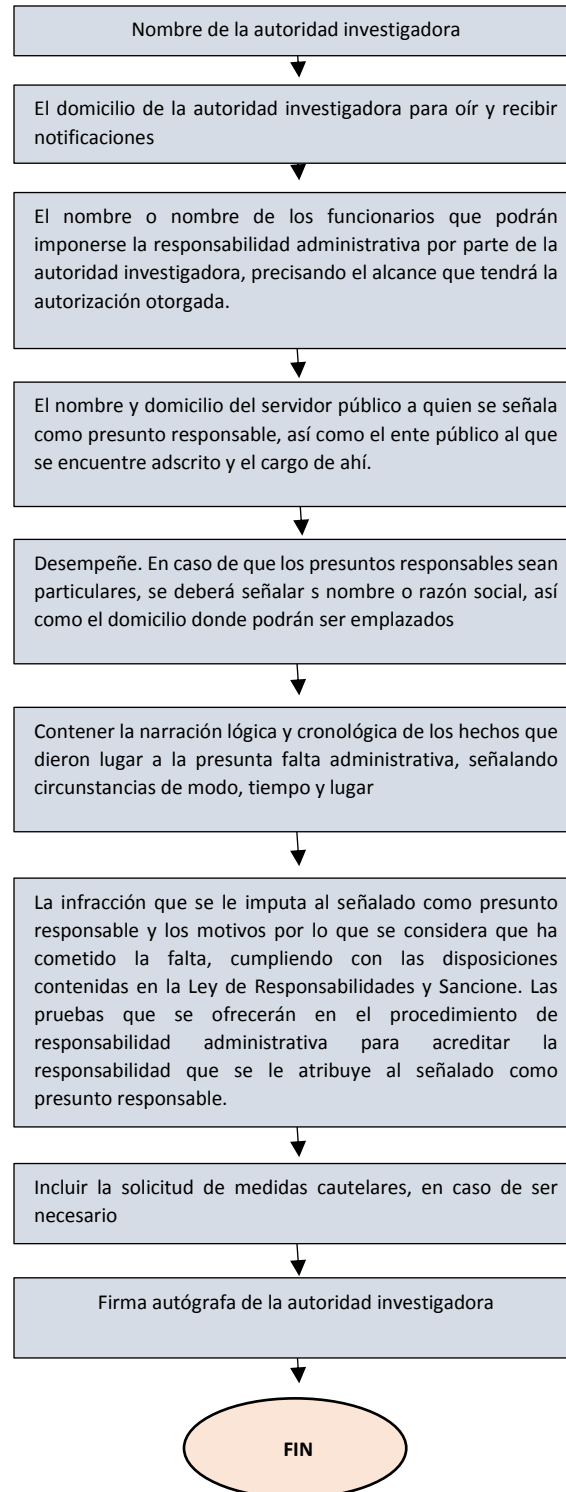 Nombre de la autoridad investigadora
El domicilio de la autoridad investigadora para oír y recibir
notificaciones
El nombre o nombre de los funcionarios que podrán
imponerse la responsabilidad administrativa por parte de la
autoridad investigadora, precisando el alcance que tendrá la
autorización otorgada.
El nombre y domicilio del servidor público a quien se señala
como presunto responsable, así como el ente público al que
se encuentre adscrito y el cargo de ahí.
Desempeñe. En caso de que los presuntos responsables sean
particulares, se deberá señalar s nombre o razón social, así
como el domicilio donde podrán ser emplazados
Contener la narración lógica y cronológica de los hechos que
dieron lugar a la presunta falta administrativa, señalando
circunstancias de modo, tiempo y lugar
La infracción que se le imputa al señalado como presunto
responsable y los motivos por lo que se considera que ha
cometido la falta, cumpliendo con las disposiciones
contenidas en la Ley de Responsabilidades y Sancione. Las
pruebas que se ofrecerán en el procedimiento de
responsabilidad administrativa para acreditar la
responsabilidad que se le atribuye al señalado como
presunto responsable.
Incluir la solicitud de medidas cautelares, en caso de ser
necesario
Firma autógrafa de la autoridad investigadora
FIN